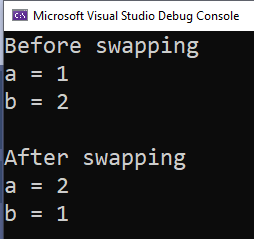 Microsoft Visual Studio Debug Console
Before swapping
a = 1
b = 2

After swapping
a = 2
b = 1